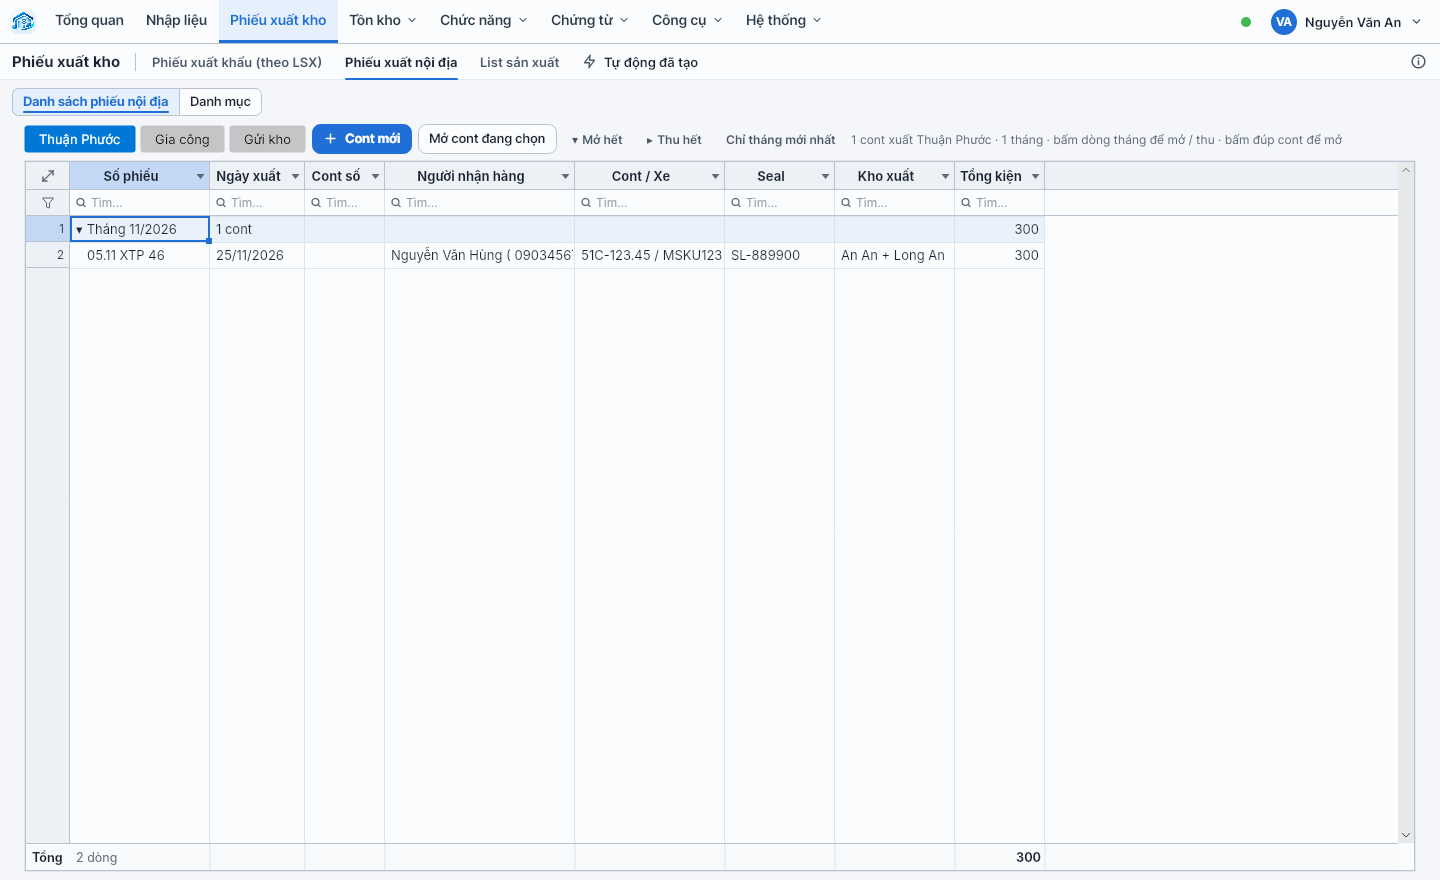 Tổng quan Nhập liệu Phiếu xuất kho Tồn kho Chức năng Chứng từ Công cụ Hệ thống VA Nguyễn Văn An
Phiếu xuất kho Phiếu xuất khẩu (theo LSX) Phiếu xuất nội địa List sản xuất Tự động đã tạo
Danh sách phiếu nội địa Danh mục
Thuận Phước Gia công Gửi kho + Cont mới Mở cont đang chọn ▾ Mở hết ▸ Thu hết Chỉ tháng mới nhất 1 cont xuất Thuận Phước · 1 tháng · bấm dòng tháng để mở / thu · bấm đúp cont để mở
Số phiếu Ngày xuất Cont số Người nhận hàng Cont / Xe Seal Kho xuất Tổng kiện
Tìm... Tìm... Tìm... Tìm... Tìm... Tìm... Tìm... Tìm...
1 ▾ Tháng 11/2026 1 cont 300
2 05.11 XTP 46 25/11/2026 Nguyễn Văn Hùng ( 0903456 51C-123.45 / MSKU123 SL-889900 An An + Long An 300
Tổng 2 dòng 300